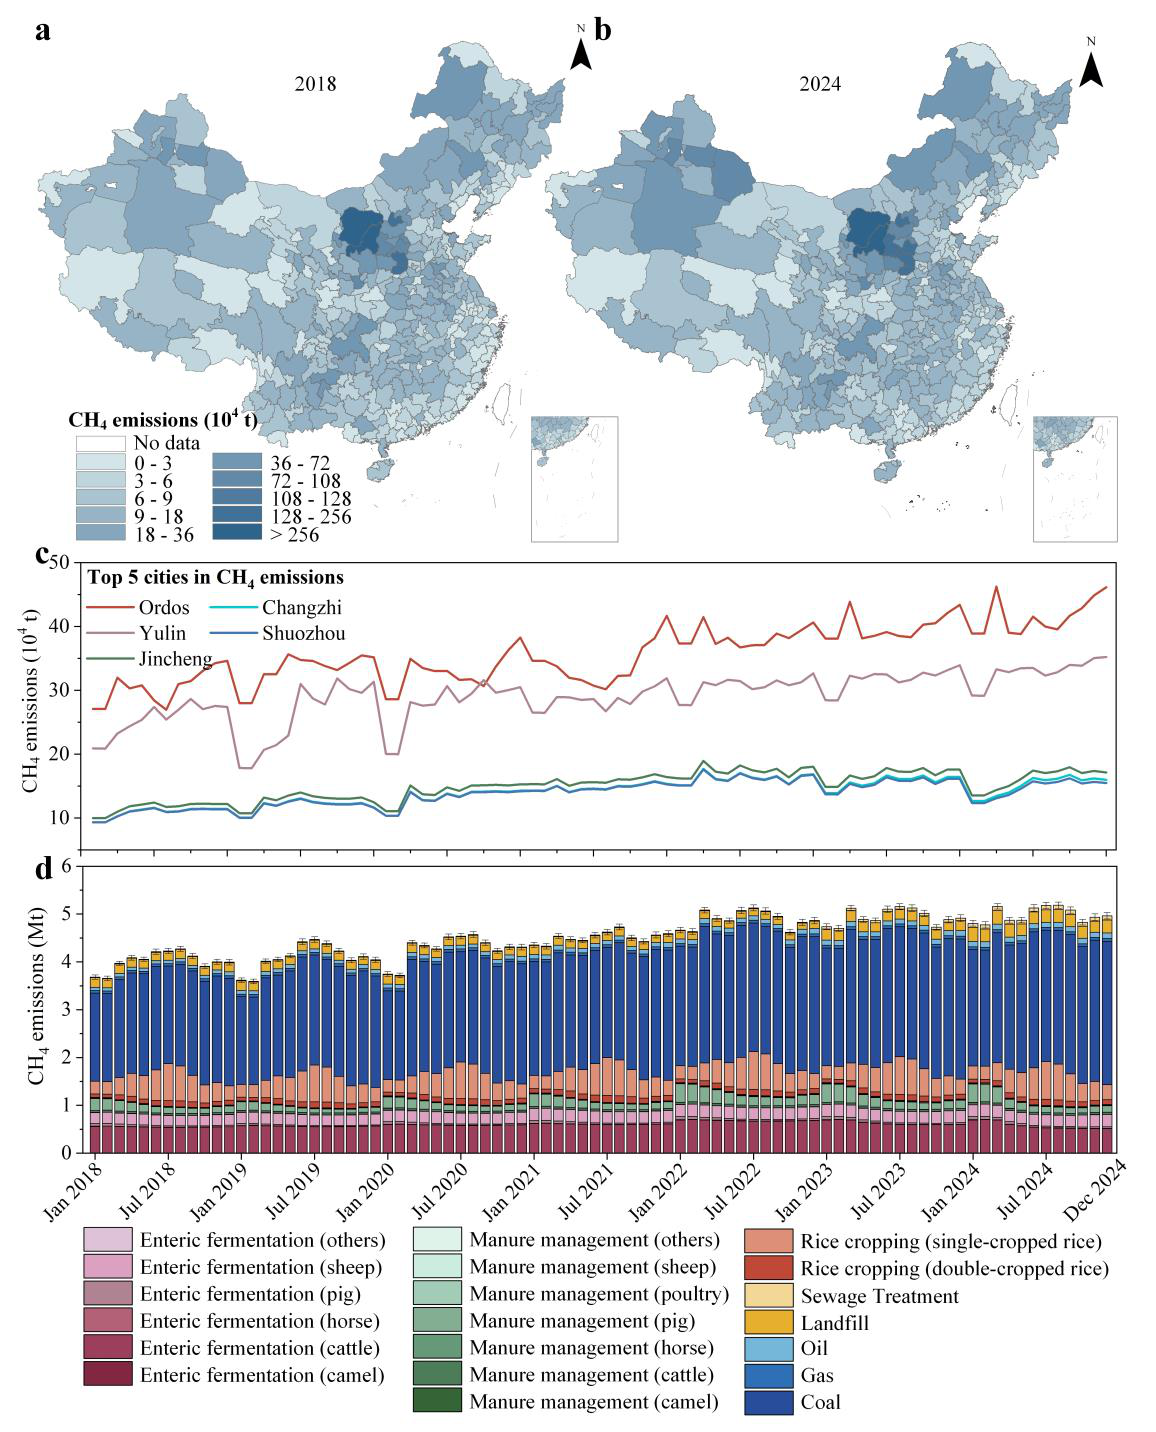 a
N
b
N
2018
2024
CH4 emissions (10^4 t)
No data
0 - 3
3 - 6
6 - 9
9 - 18
18 - 36
36 - 72
72 - 108
108 - 128
128 - 256
> 256
c
Top 5 cities in CH4 emissions
Ordos
Changzhi
Yulin
Shuozhou
Jincheng
50
40
30
20
10
CH4 emissions (10^4 t)
d
6
5
4
3
2
1
0
CH4 emissions (Mt)
Jan 2018
Jul 2018
Jan 2019
Jul 2019
Jan 2020
Jul 2020
Jan 2021
Jul 2021
Jan 2022
Jul 2022
Jan 2023
Jul 2023
Jan 2024
Jul 2024
Dec 2024
Enteric fermentation (others)
Enteric fermentation (sheep)
Enteric fermentation (pig)
Enteric fermentation (horse)
Enteric fermentation (cattle)
Enteric fermentation (camel)
Manure management (others)
Manure management (sheep)
Manure management (poultry)
Manure management (pig)
Manure management (horse)
Manure management (cattle)
Manure management (camel)
Rice cropping (single-cropped rice)
Rice cropping (double-cropped rice)
Sewage Treatment
Landfill
Oil
Gas
Coal